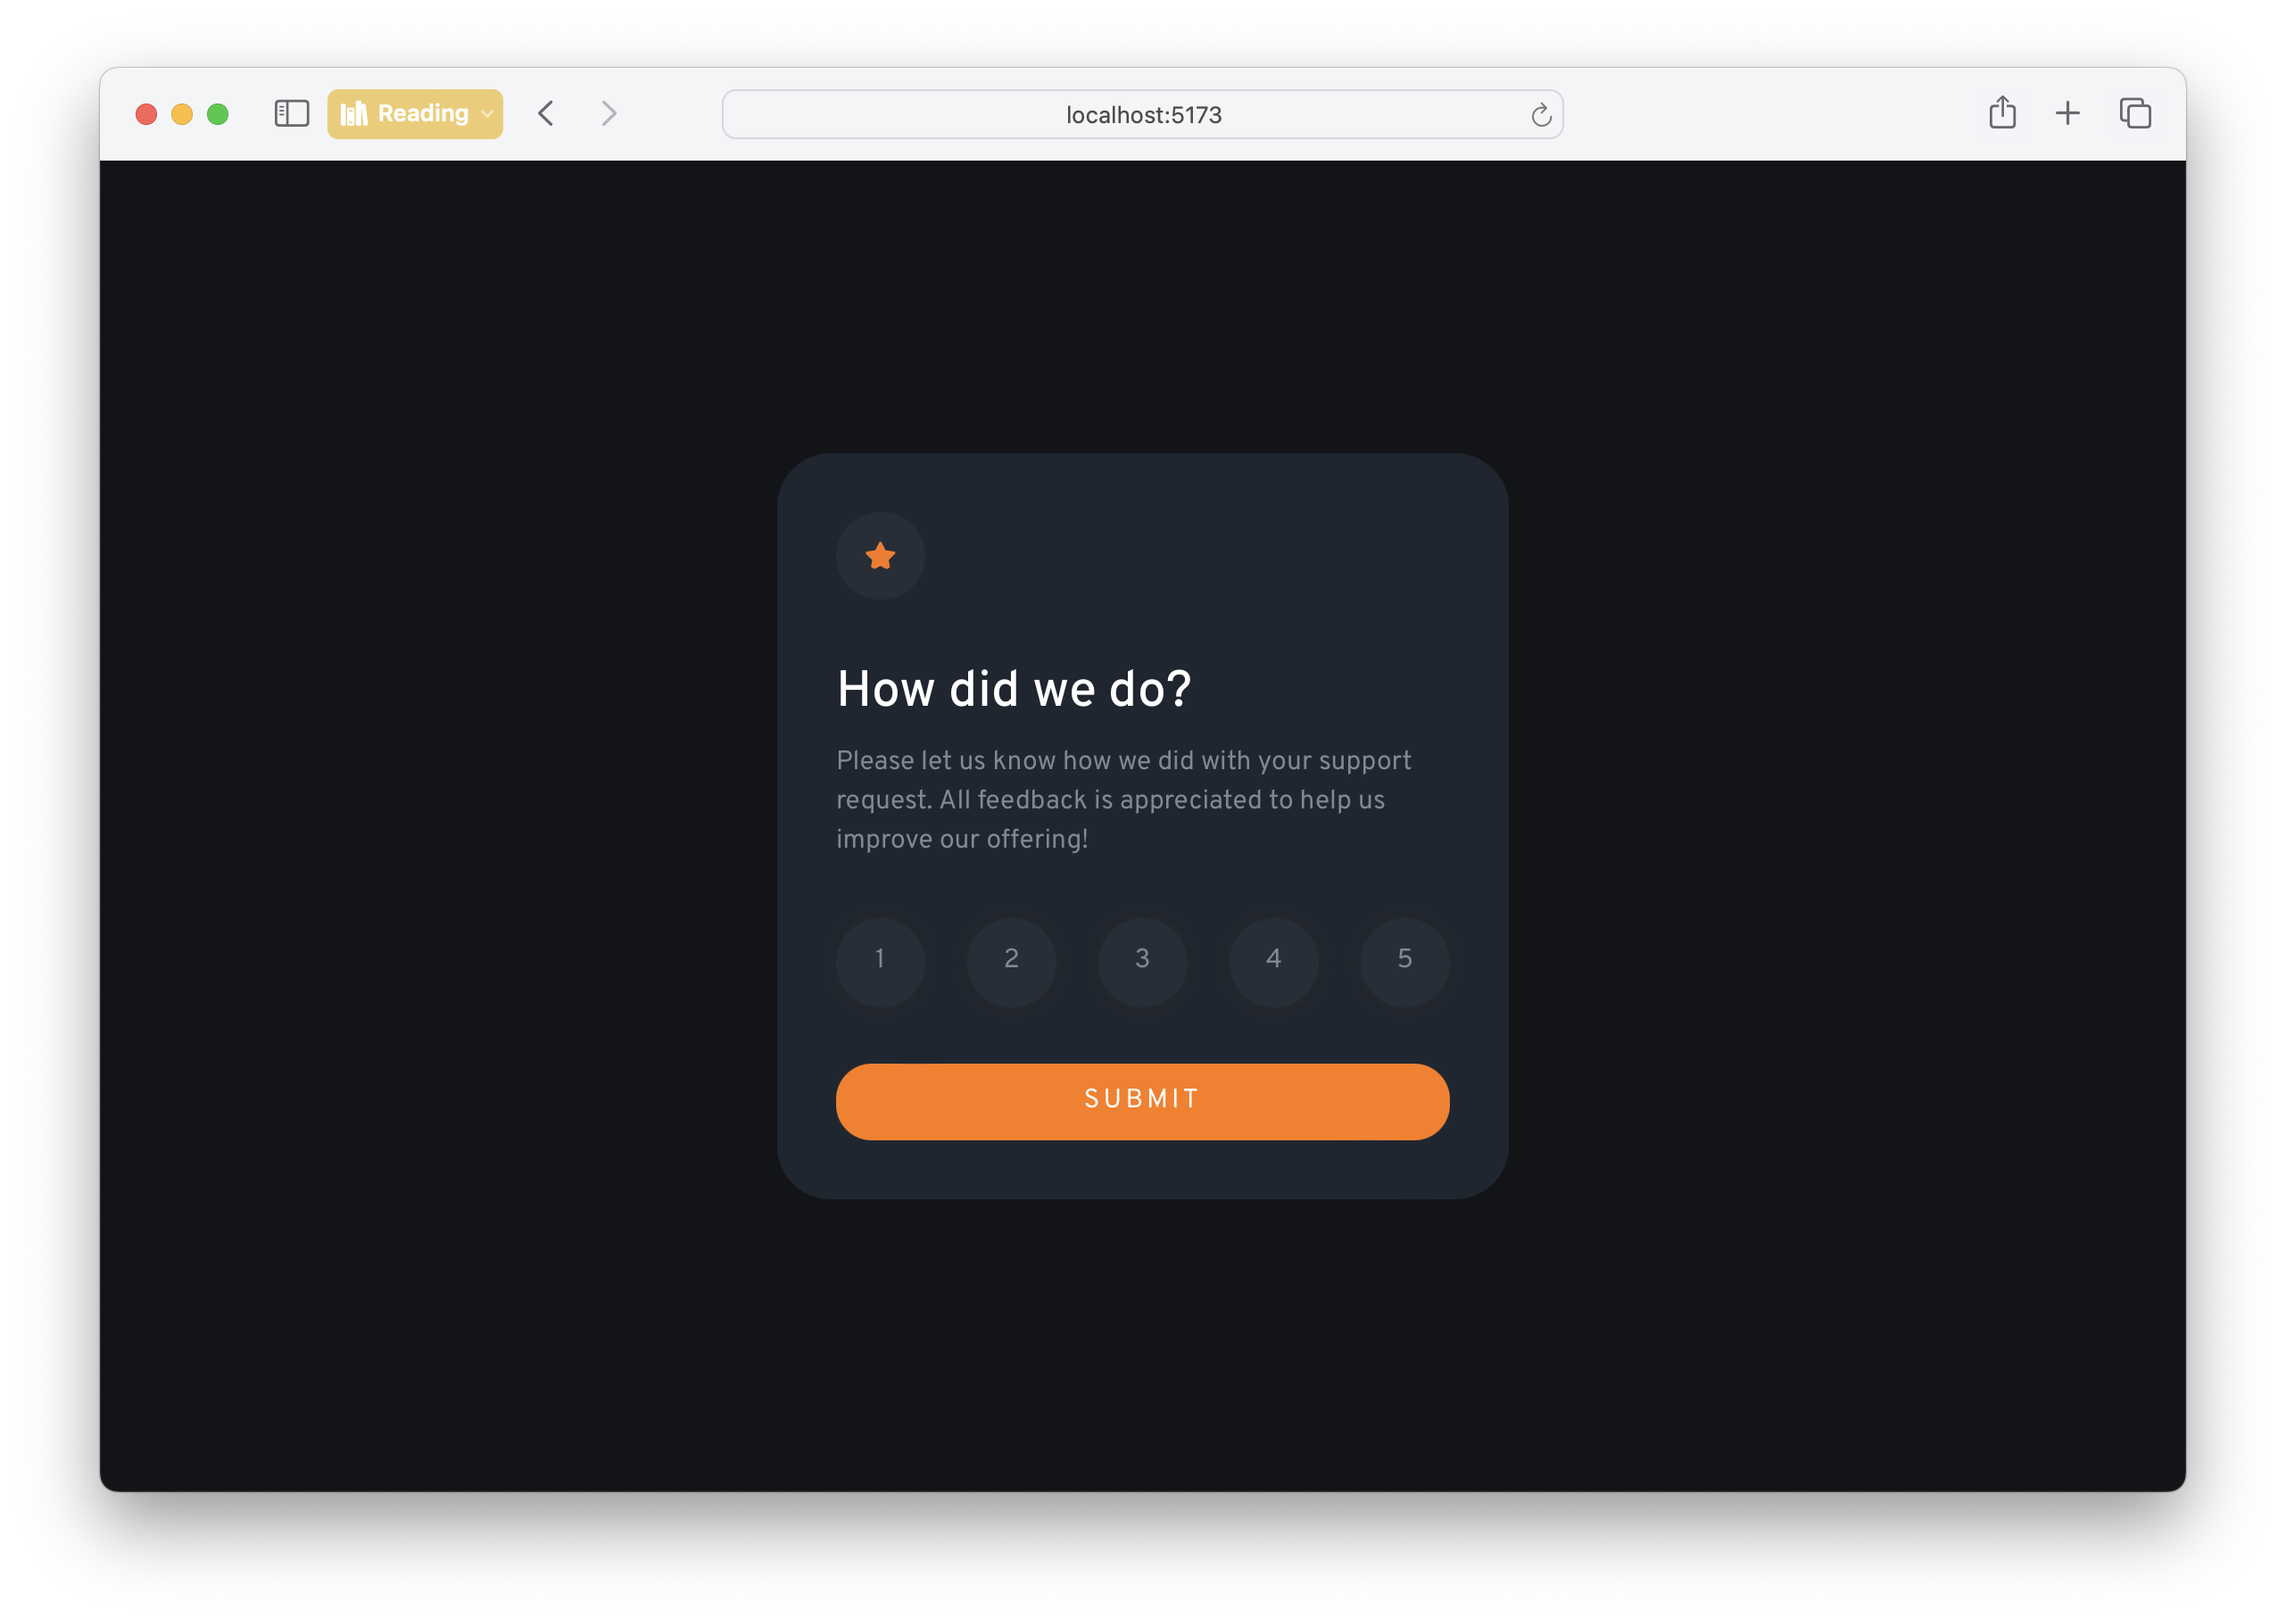 Reading
localhost:5173
How did we do?
Please let us know how we did with your support
request. All feedback is appreciated to help us
improve our offering!
1 2 3 4 5
SUBMIT